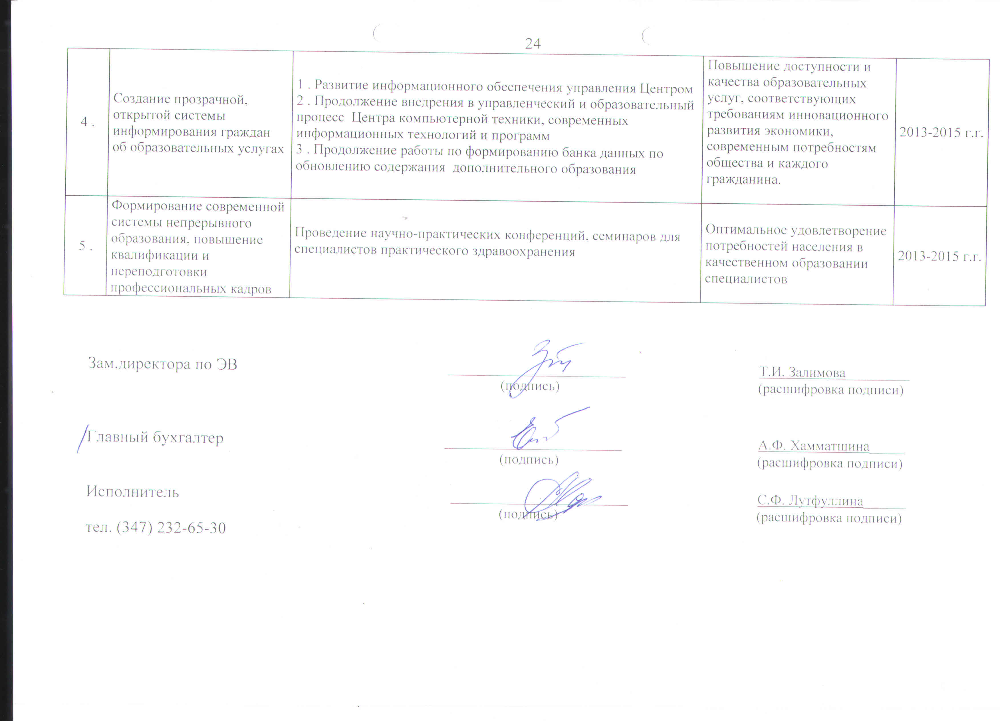 24
4 .
Создание прозрачной,
открытой системы
информирования граждан
об образовательных услугах
1 . Развитие информационного обеспечения управления Центром
2 . Продолжение внедрения в управленческий и образовательный
процесс Центра компьютерной техники, современных
информационных технологий и программ
3 . Продолжение работы по формированию банка данных по
обновлению содержания дополнительного образования
Повышение доступности и
качества образовательных
услуг, соответствующих
требованиям инновационного
развития экономики,
современным потребностям
общества и каждого
гражданина.
2013-2015 г.г.
5 .
Формирование современной
системы непрерывного
образования, повышение
квалификации и
переподготовки
профессиональных кадров
Проведение научно-практических конференций, семинаров для
специалистов практического здравоохранения
Оптимальное удовлетворение
потребностей населения в
качественном образовании
специалистов
2013-2015 г.г.
Зам.директора по ЭВ
(подпись)
Т.И. Залимова
(расшифровка подписи)
Главный бухгалтер
(подпись)
А.Ф. Хамматшина
(расшифровка подписи)
Исполнитель
(подпись)
С.Ф. Лутфуллина
(расшифровка подписи)
тел. (347) 232-65-30